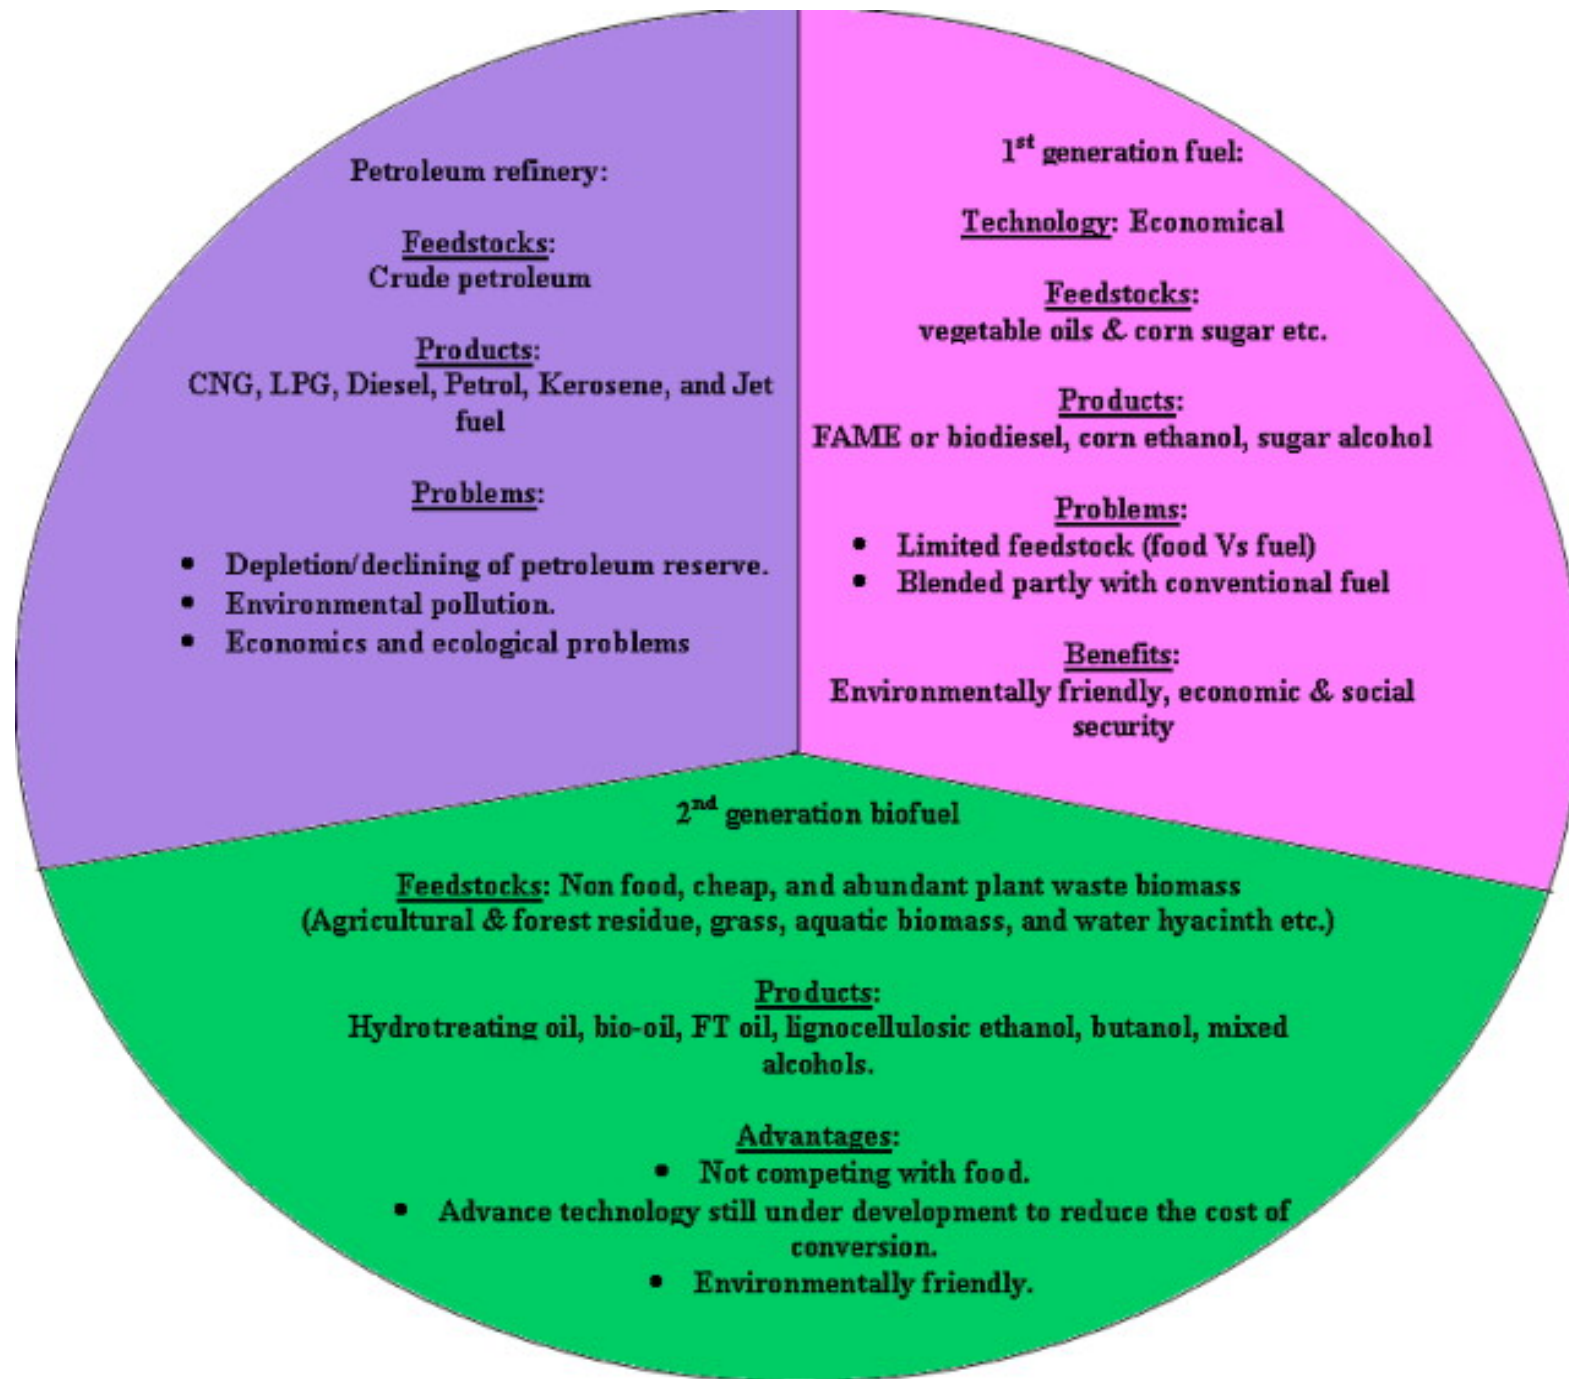 Petroleum refinery:
Feedstocks:
Crude petroleum
Products:
CNG, LPG, Diesel, Petrol, Kerosene, and Jet
fuel
Problems:
• Depletion/declining of petroleum reserve.
• Environmental pollution.
• Economics and ecological problems
1st generation fuel:
Technology: Economical
Feedstocks:
vegetable oils & corn sugar etc.
Products:
FAME or biodiesel, corn ethanol, sugar alcohol
Problems:
• Limited feedstock (food Vs fuel)
• Blended partly with conventional fuel
Benefits:
Environmentally friendly, economic & social
security
2nd generation biofuel
Feedstocks: Non food, cheap, and abundant plant waste biomass
(Agricultural & forest residue, grass, aquatic biomass, and water hyacinth etc.)
Products:
Hydrotreating oil, bio-oil, FT oil, lignocellulosic ethanol, butanol, mixed
alcohols.
Advantages:
• Not competing with food.
• Advance technology still under development to reduce the cost of
conversion.
• Environmentally friendly.